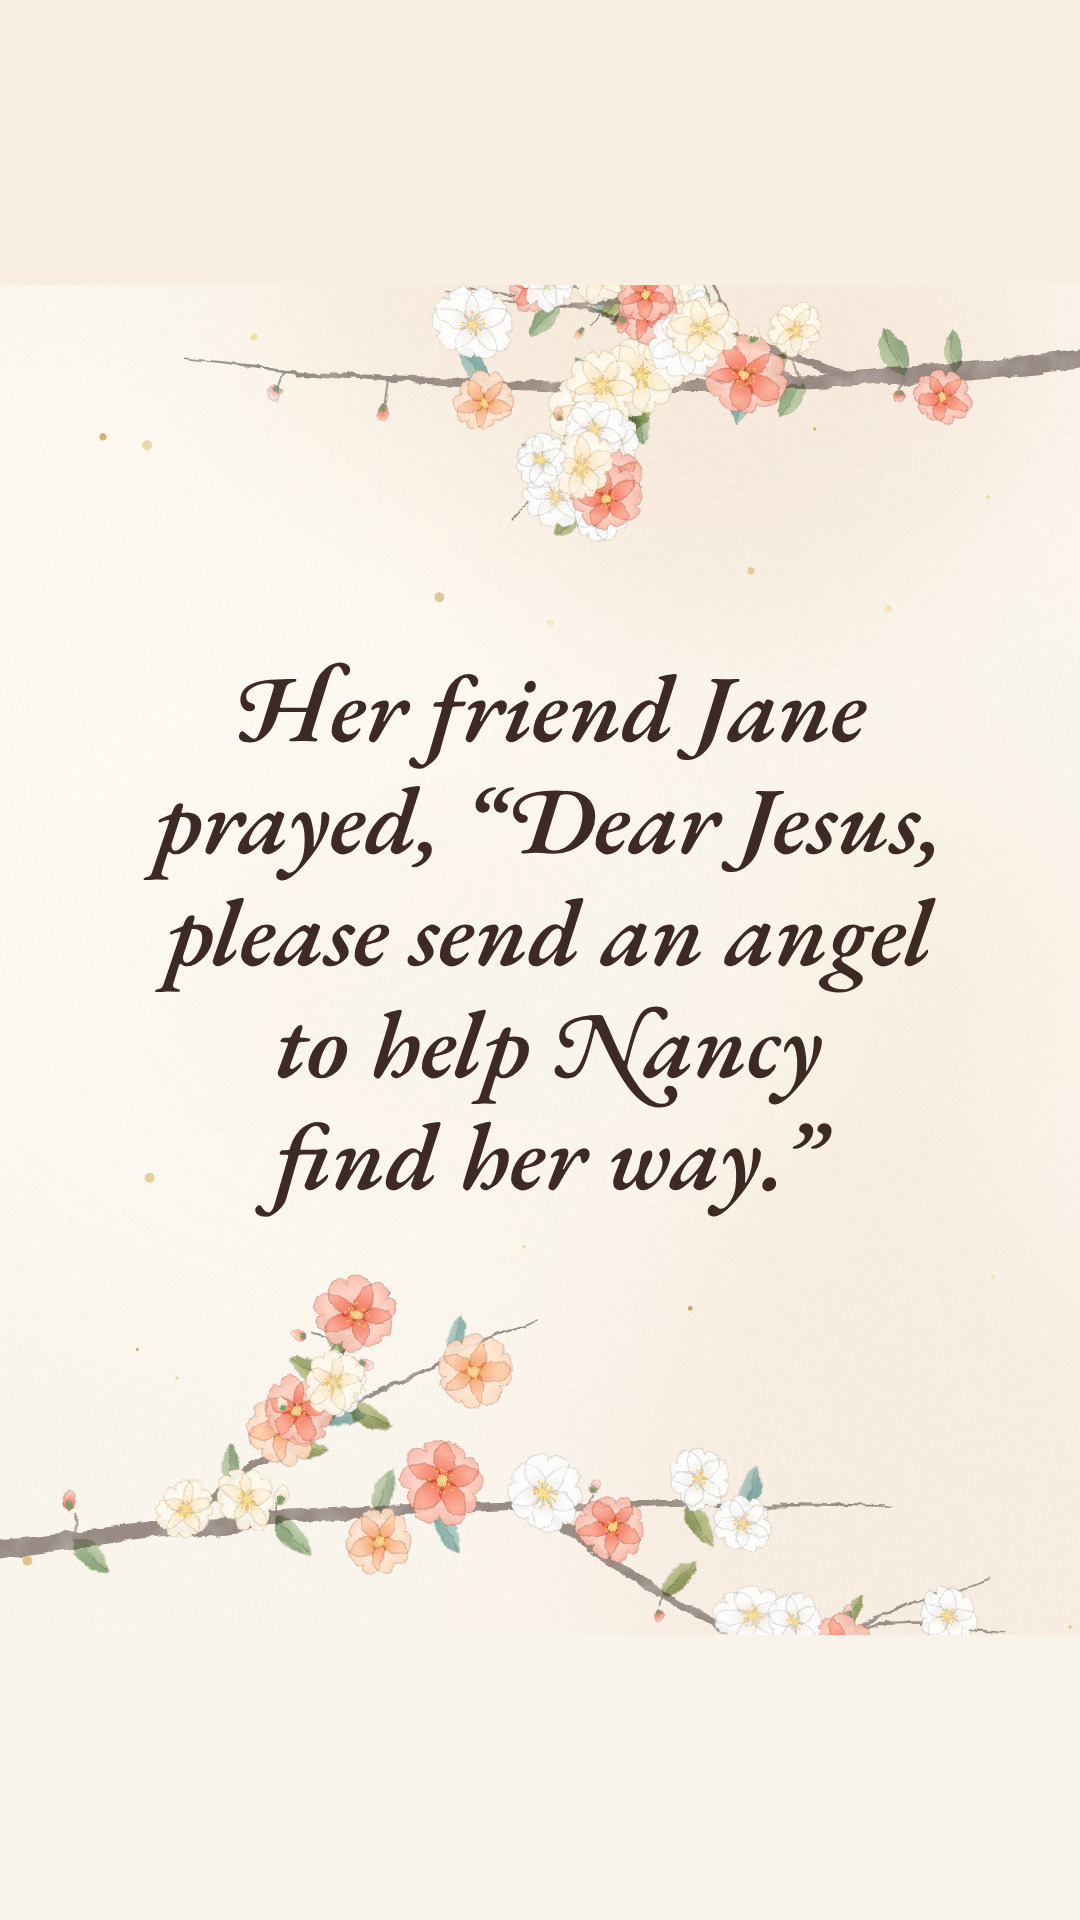 Her friend Jane
prayed, “Dear Jesus,
please send an angel
to help Nancy
find her way.”